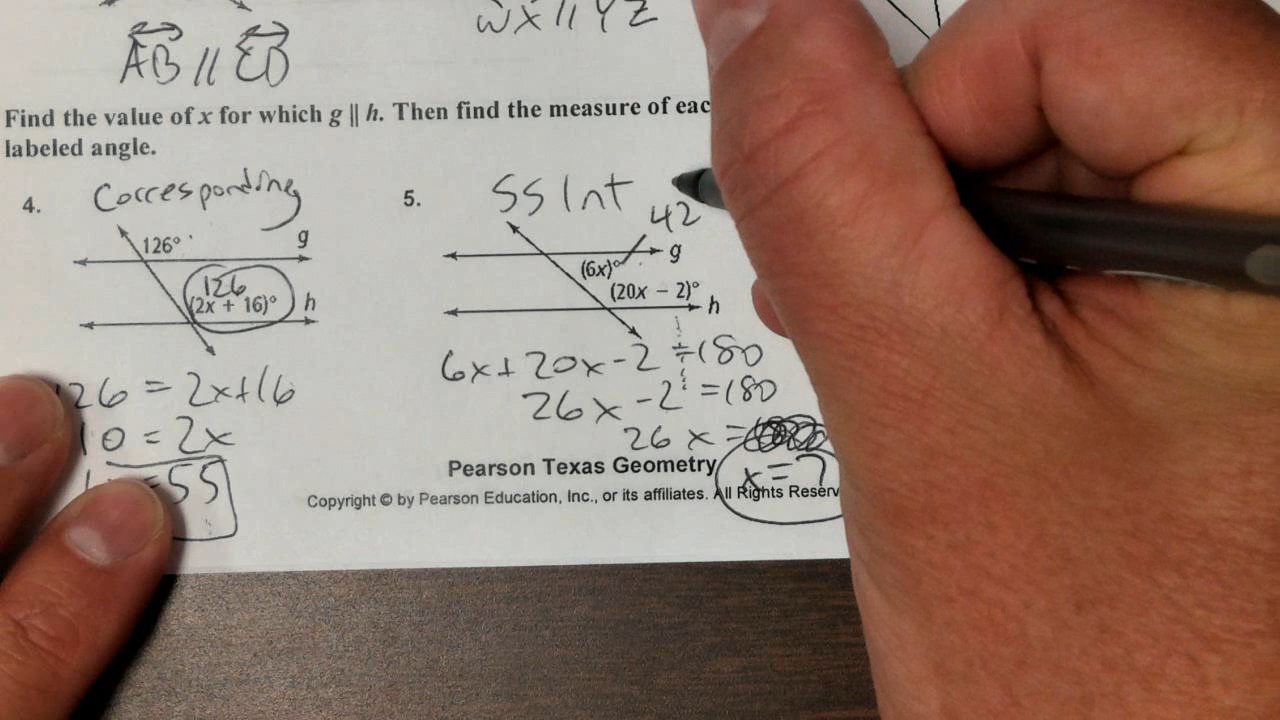 WX // YZ
AB // ED
Find the value of x for which g || h. Then find the measure of eac
labeled angle.
4. Corresponding
126°
g
126
(2x + 16)°
h
26 = 2x+16
10 = 2x
=55
5. SS Int
42
g
(6x)°
(20x − 2)°
h
6x+20x-2 =180
26x -2 =180
26x =
x=7
Pearson Texas Geometry
Copyright © by Pearson Education, Inc., or its affiliates. All Rights Reserv